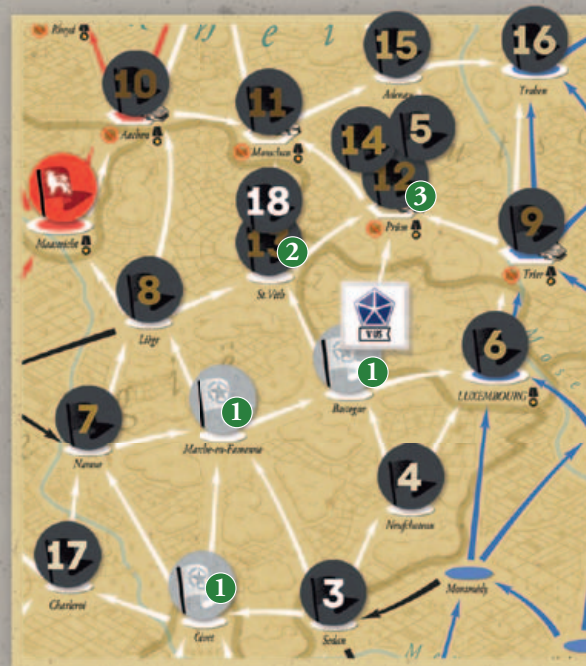 Rheydt
15
16
10
11
5
Adenau
Traben
14
Aachen
Monschau
12
3
18
9
Maastricht
2
Prüm
Trier
8
St. Vith
VIIIS
6
Liège
1
1
Bastogne
LUXEMBOURG
7
Marche-en-Famenne
Namur
4
Neufchateau
17
1
3
Montmédy
Charleroi
Givet
Sedan